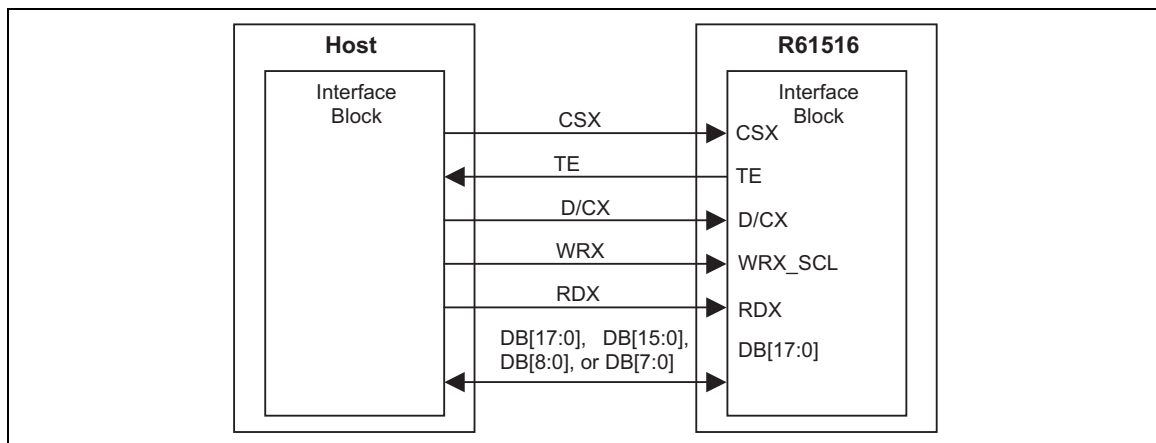 Host
R61516
Interface
Block
Interface
Block
CSX
CSX
TE
TE
D/CX
D/CX
WRX
WRX_SCL
RDX
RDX
DB[17:0], DB[15:0],
DB[8:0], or DB[7:0]
DB[17:0]